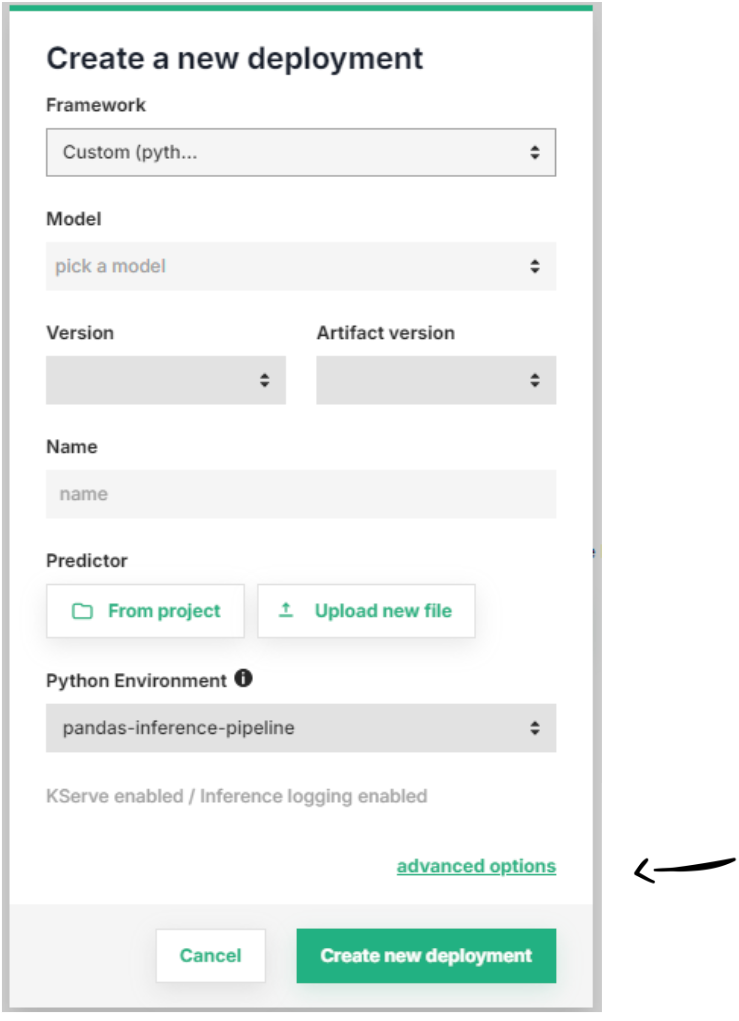 Create a new deployment
Framework
Custom (pyth...
Model
pick a model
Version Artifact version
Name
name
Predictor
From project Upload new file
Python Environment
pandas-inference-pipeline
KServe enabled / Inference logging enabled
advanced options
Cancel Create new deployment